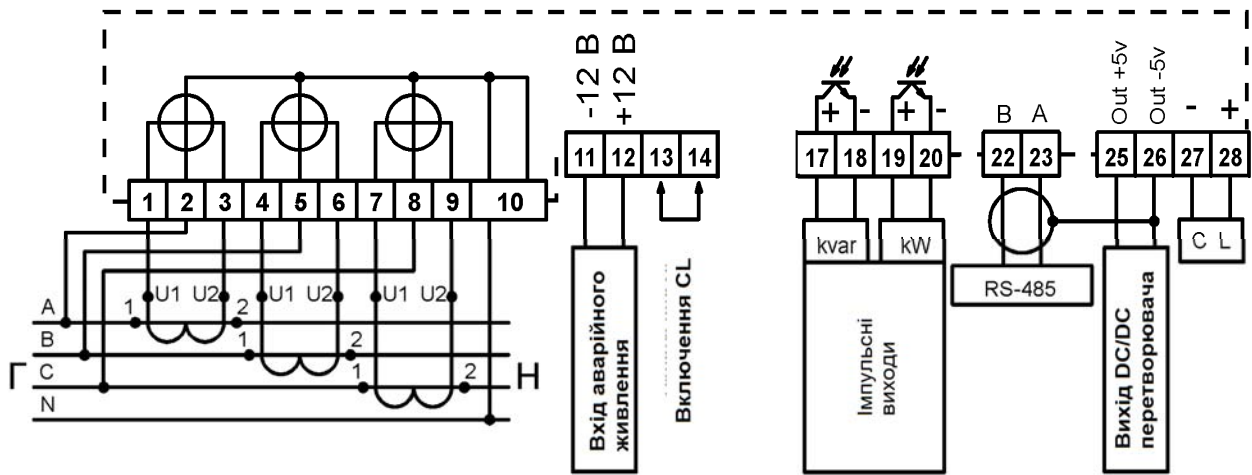 -12 В
+12 В
Out +5v
Out -5v
- +
B A
+ - + -
1 2 3 4 5 6 7 8 9 10
11 12 13 14
17 18 19 20
22 23
25 26 27 28
kvar kW
C L
RS-485
U1 U2 U1 U2 U1 U2
A 1 2
B 1 2
C 1 2
N
Г Н
Вхід аварійного
живлення
Включення CL
Імпульсні
виходи
Вихід DC/DC
перетворювача